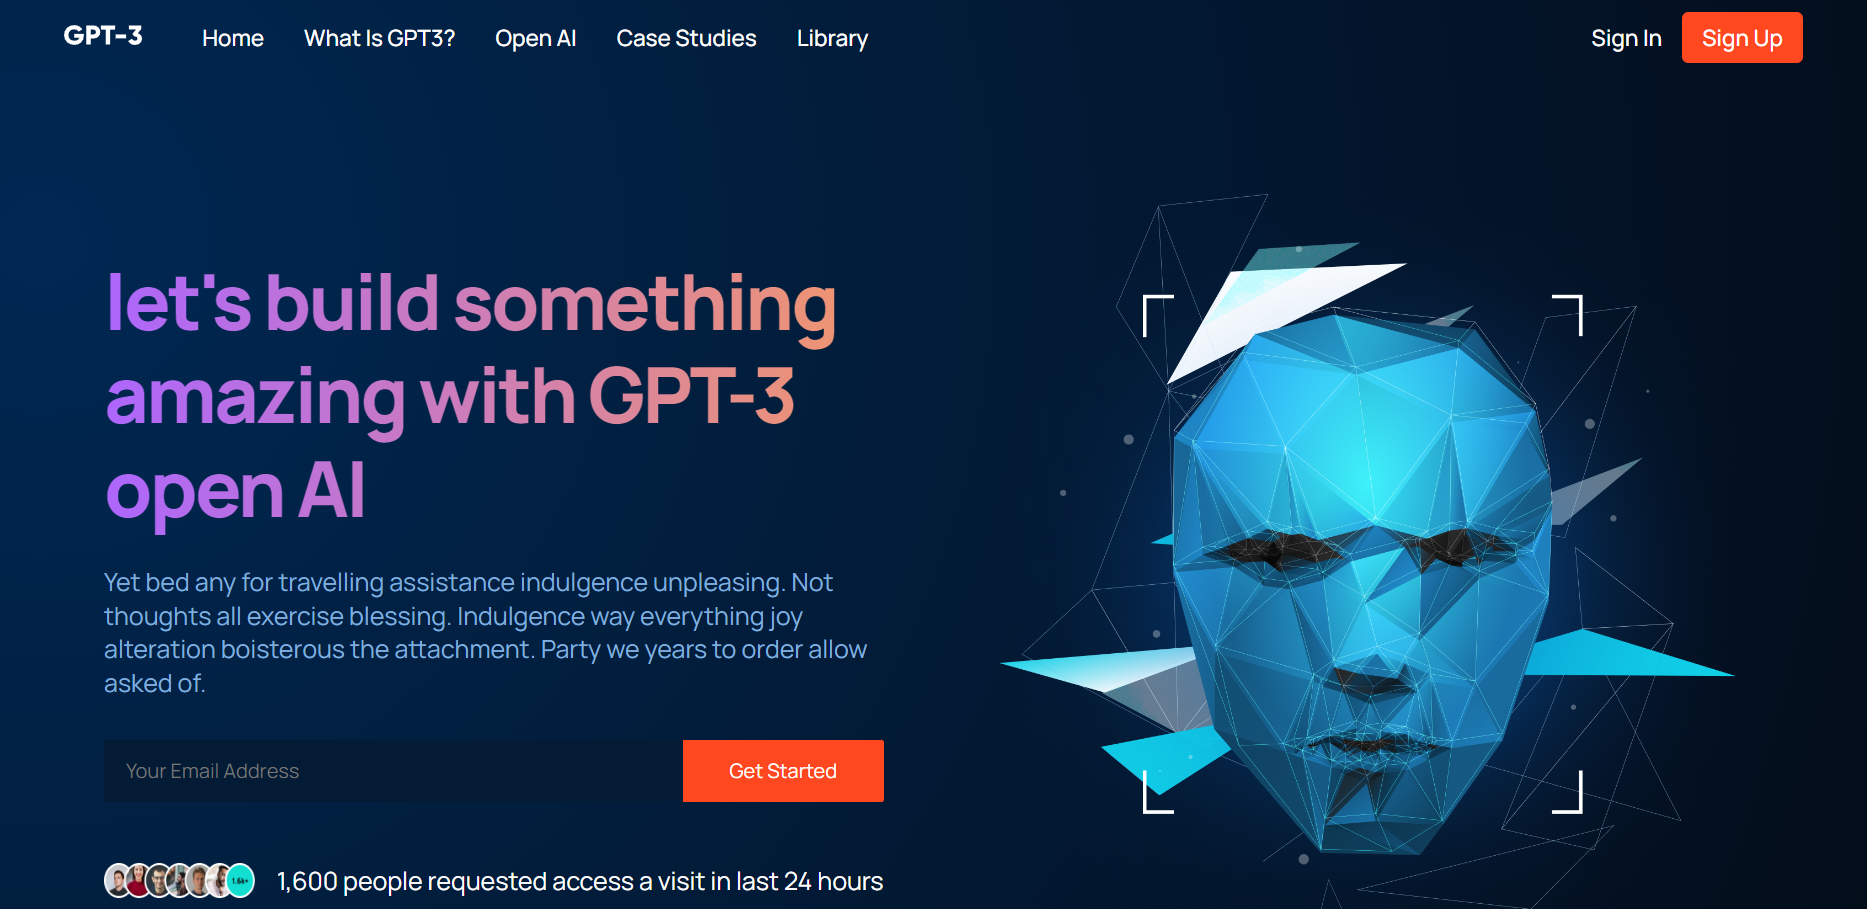 GPT-3 Home What Is GPT3? Open AI Case Studies Library Sign In Sign Up
let's build something
amazing with GPT-3
open AI
Yet bed any for travelling assistance indulgence unpleasing. Not
thoughts all exercise blessing. Indulgence way everything joy
alteration boisterous the attachment. Party we years to order allow
asked of.
Your Email Address Get Started
1.6k+ 1,600 people requested access a visit in last 24 hours